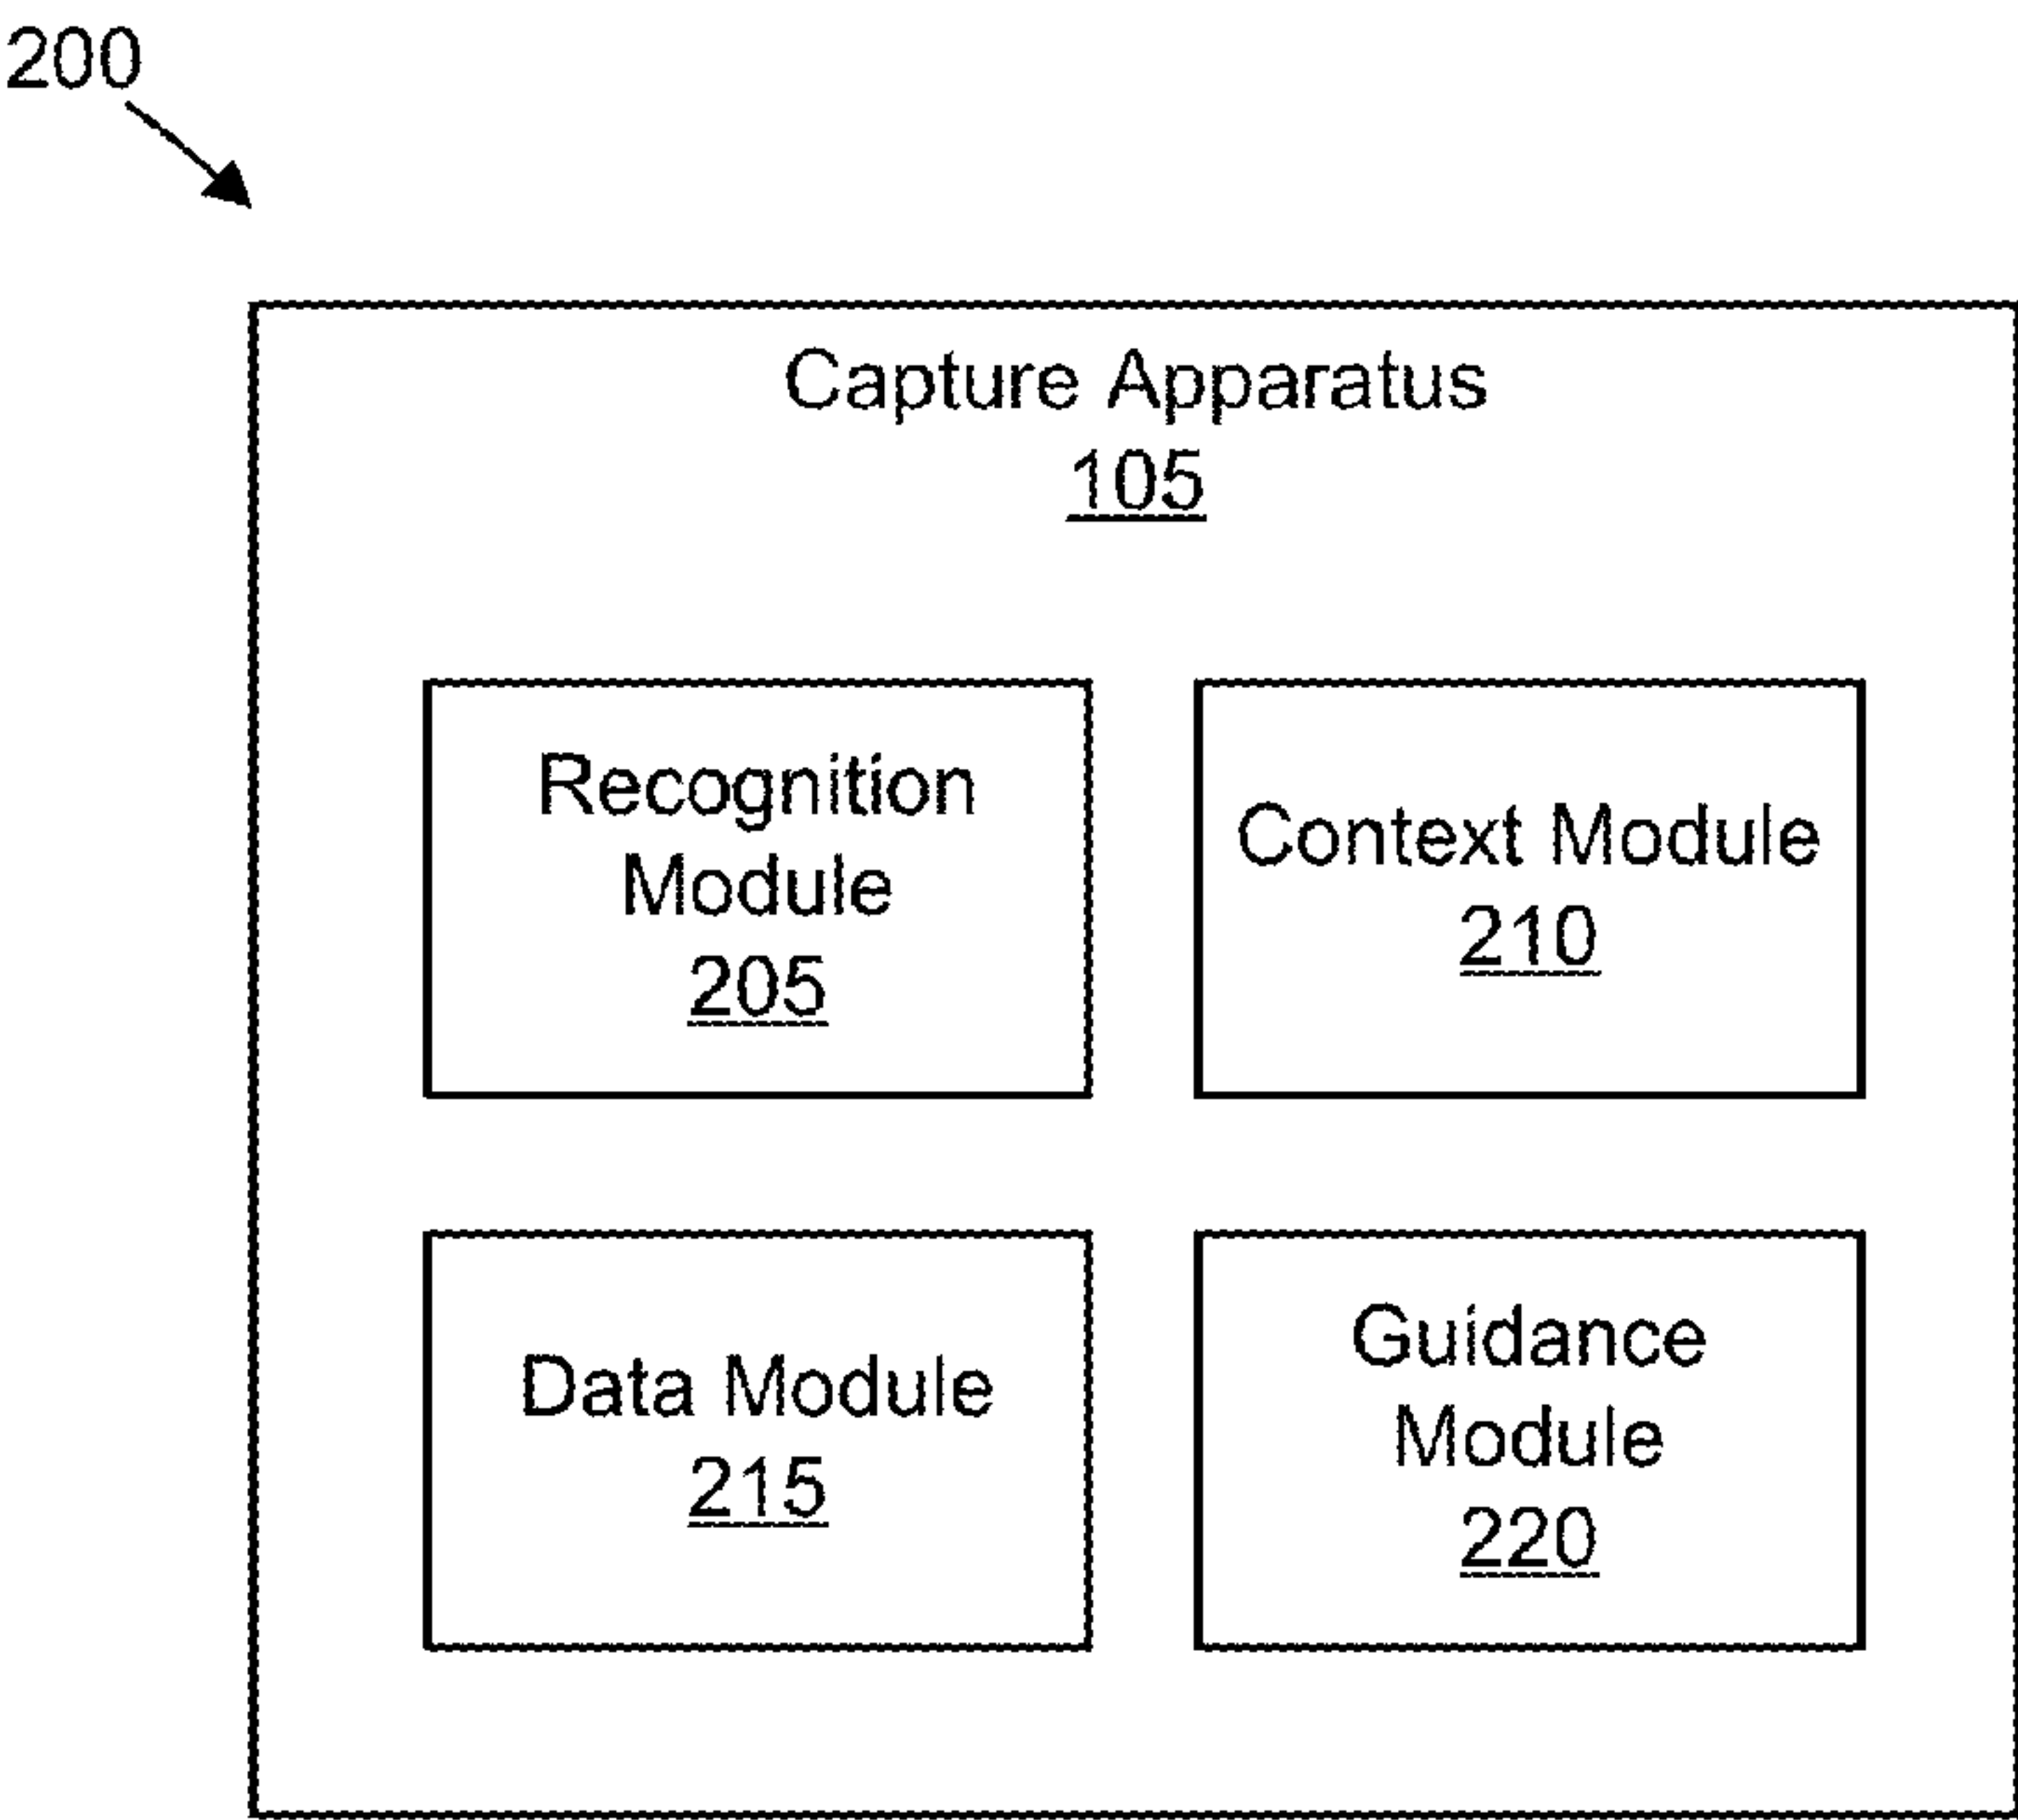 200
Capture Apparatus
105
Recognition
Module
205
Context Module
210
Data Module
215
Guidance
Module
220